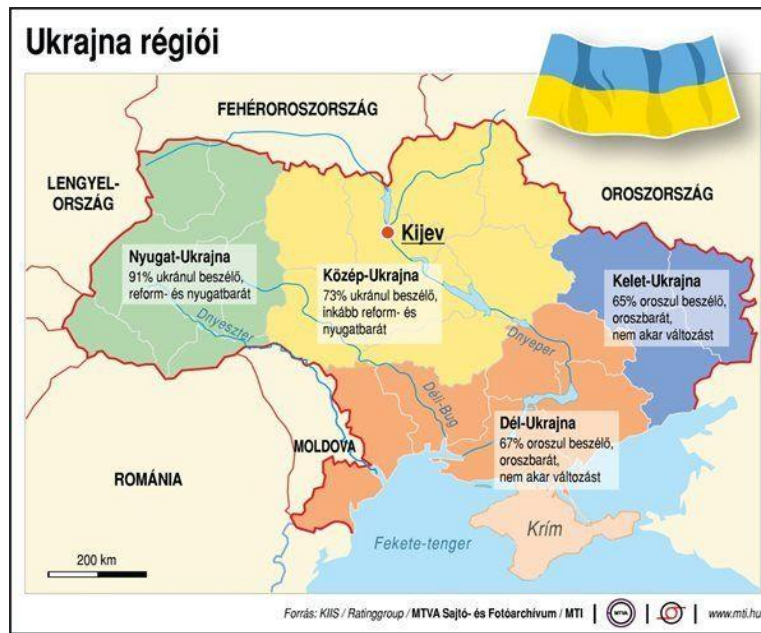 Ukrajna régiói
FEHÉROROSZORSZÁG
LENGYEL-
ORSZÁG
OROSZORSZÁG
Kijev
Nyugat-Ukrajna
91% ukránul beszélő,
reform- és nyugatbarát
Közép-Ukrajna
73% ukránul beszélő,
inkább reform- és
nyugatbarát
Kelet-Ukrajna
65% oroszul beszélő,
oroszbarát,
nem akar változást
Dnyeszter
Dnyeper
Déli-Bug
Dél-Ukrajna
67% oroszul beszélő,
oroszbarát,
nem akar változást
MOLDOVA
ROMÁNIA
Krím
Fekete-tenger
200 km
Forrás: KIIS / Ratinggroup / MTVA Sajtó- és Fotóarchívum / MTI | MTVA | | www.mti.hu